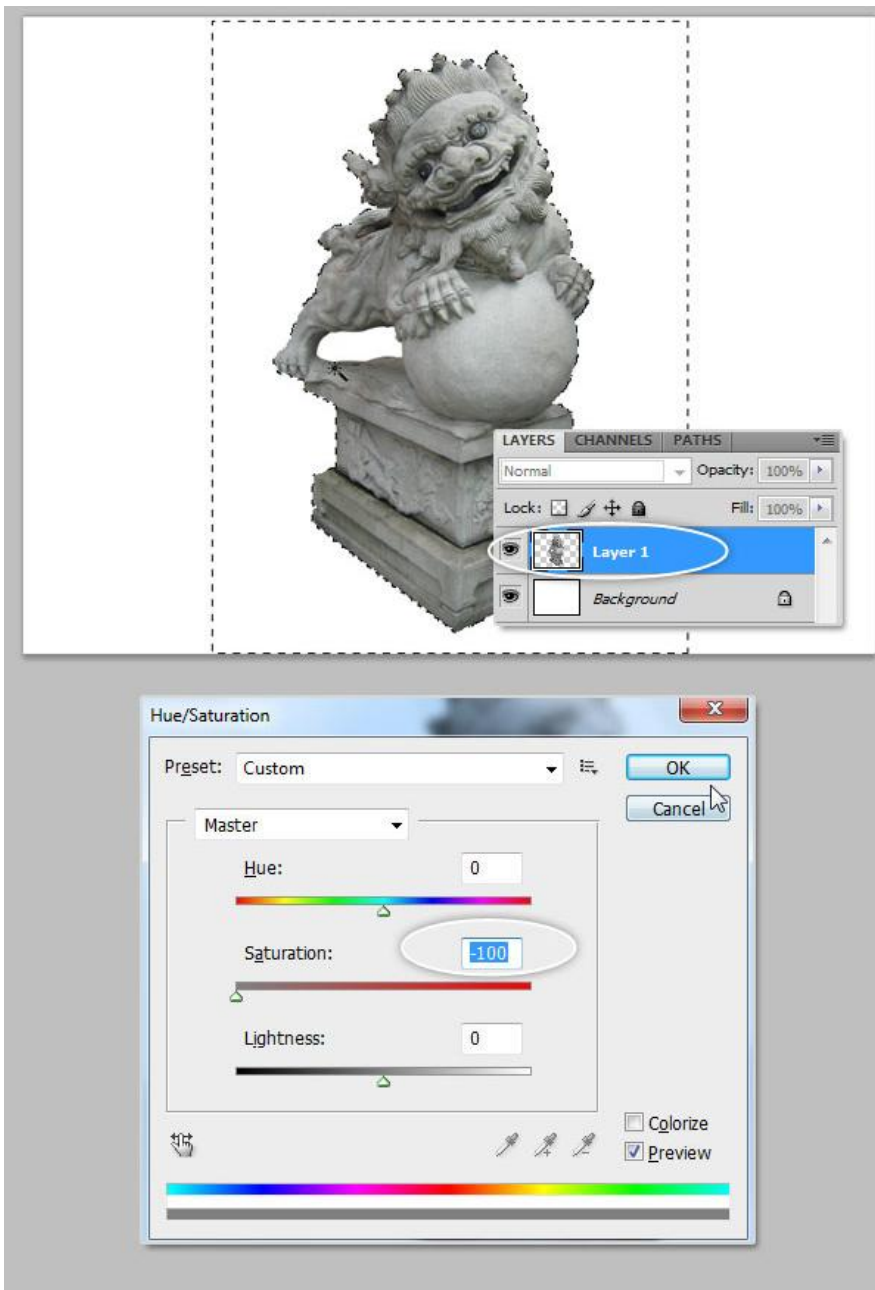 LAYERS CHANNELS PATHS
Normal Opacity: 100%
Lock: Fill: 100%
Layer 1
Background
Hue/Saturation
Preset: Custom OK
Cancel
Master
Hue: 0
Saturation: -100
Lightness: 0
Colorize
Preview